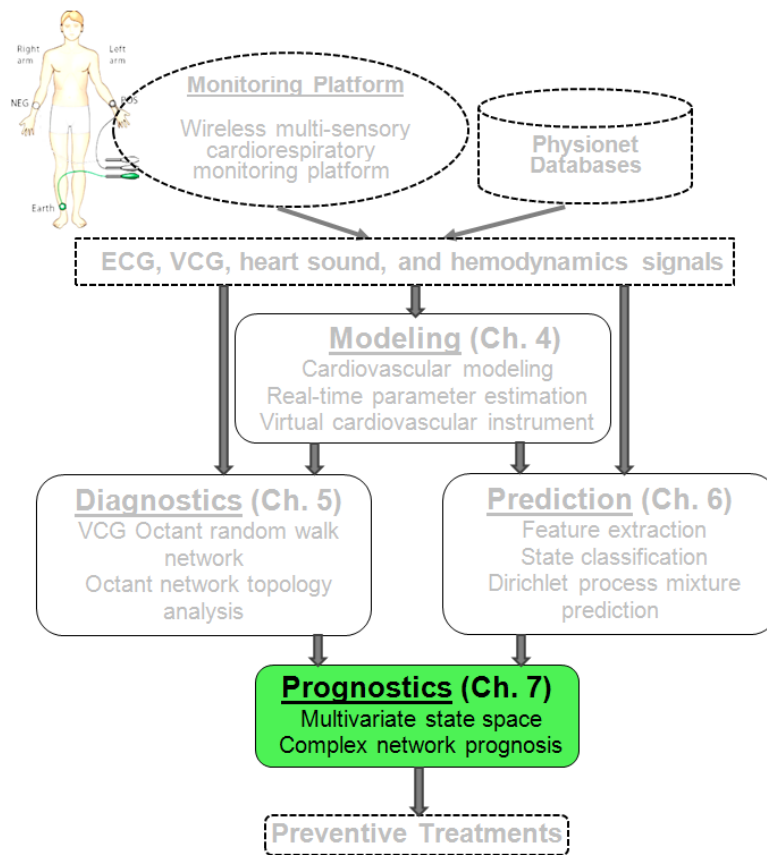 Right
arm
Left
arm
NEG
POS
Earth
Monitoring Platform
Wireless multi-sensory
cardiorespiratory
monitoring platform
Physionet
Databases
ECG, VCG, heart sound, and hemodynamics signals
Modeling (Ch. 4)
Cardiovascular modeling
Real-time parameter estimation
Virtual cardiovascular instrument
Diagnostics (Ch. 5)
VCG Octant random walk
network
Octant network topology
analysis
Prediction (Ch. 6)
Feature extraction
State classification
Dirichlet process mixture
prediction
Prognostics (Ch. 7)
Multivariate state space
Complex network prognosis
Preventive Treatments